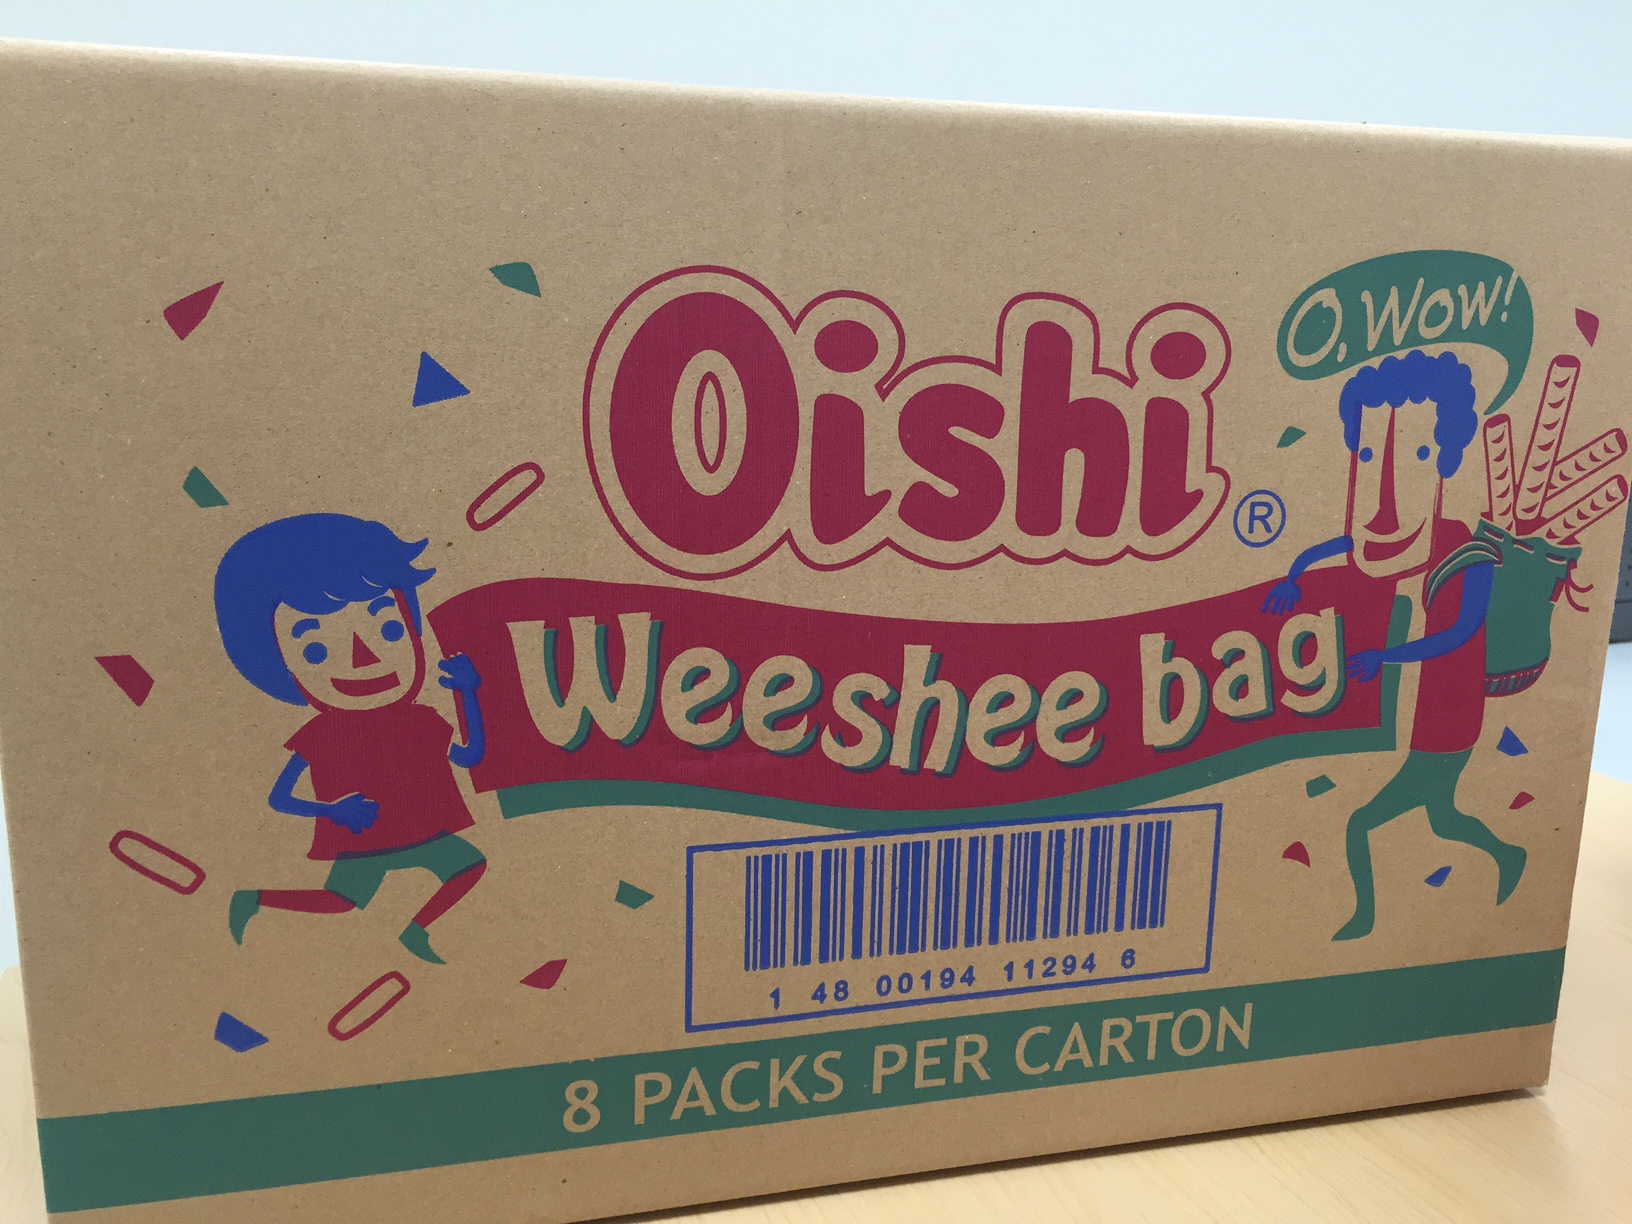 O, Wow!
Oishi®
Weeshee bag
1 48 00194 11294 6
8 PACKS PER CARTON